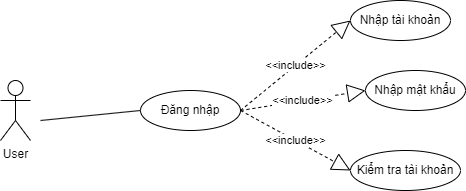 Nhập tài khoản
<<include>>
Nhập mật khẩu
<<include>>
Đăng nhập
<<include>>
User
Kiểm tra tài khoản